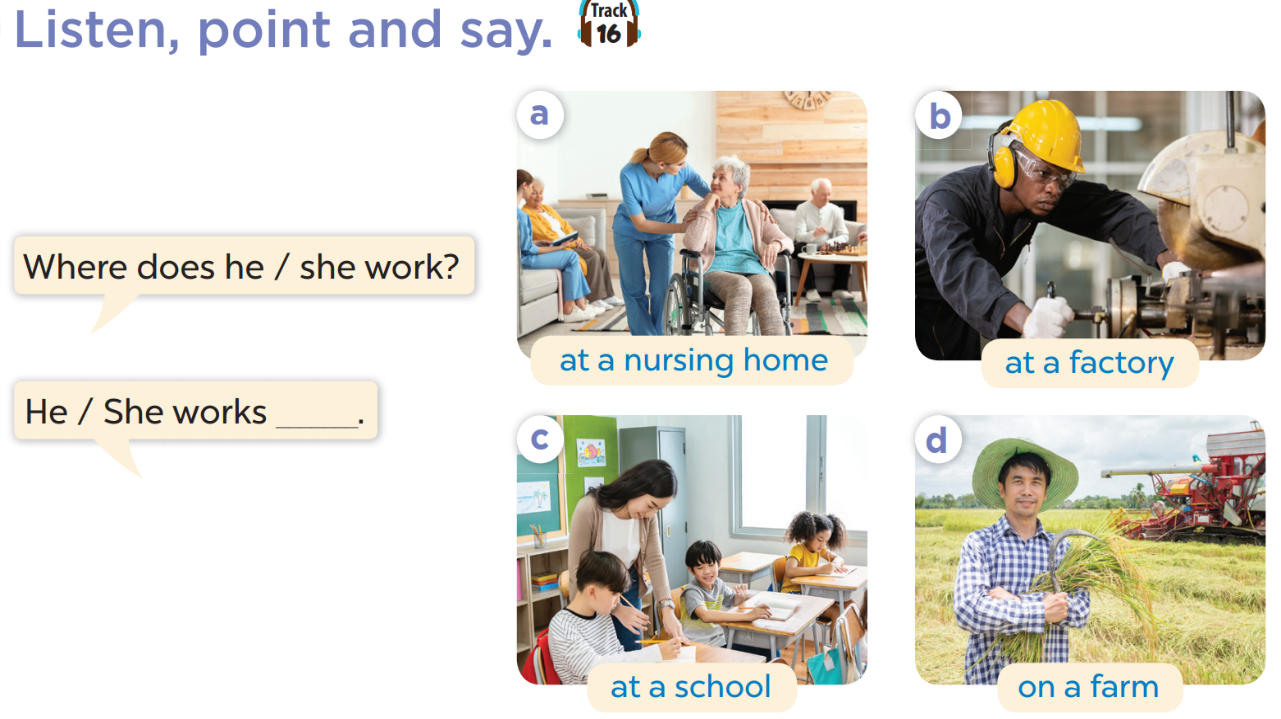 Listen, point and say.
Track
16
Where does he / she work?
He / She works ______.
a
at a nursing home
b
at a factory
c
at a school
d
on a farm